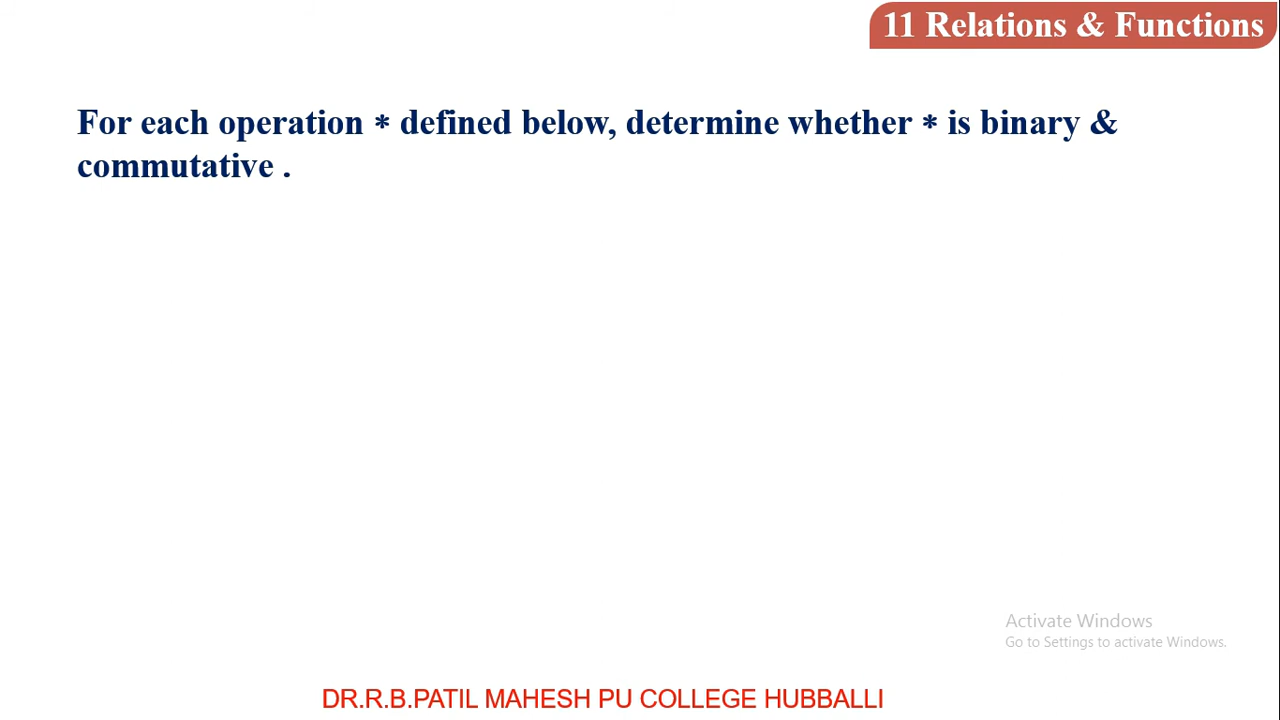 11 Relations & Functions
For each operation ∗ defined below, determine whether ∗ is binary &
commutative .
Activate Windows
Go to Settings to activate Windows.
DR.R.B.PATIL MAHESH PU COLLEGE HUBBALLI